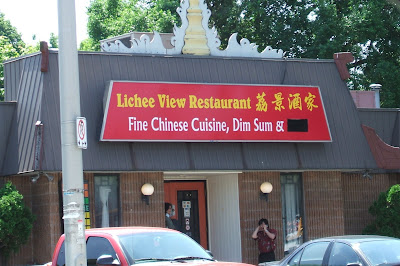 Lichee View Restaurant 荔景酒家
Fine Chinese Cuisine, Dim Sum &